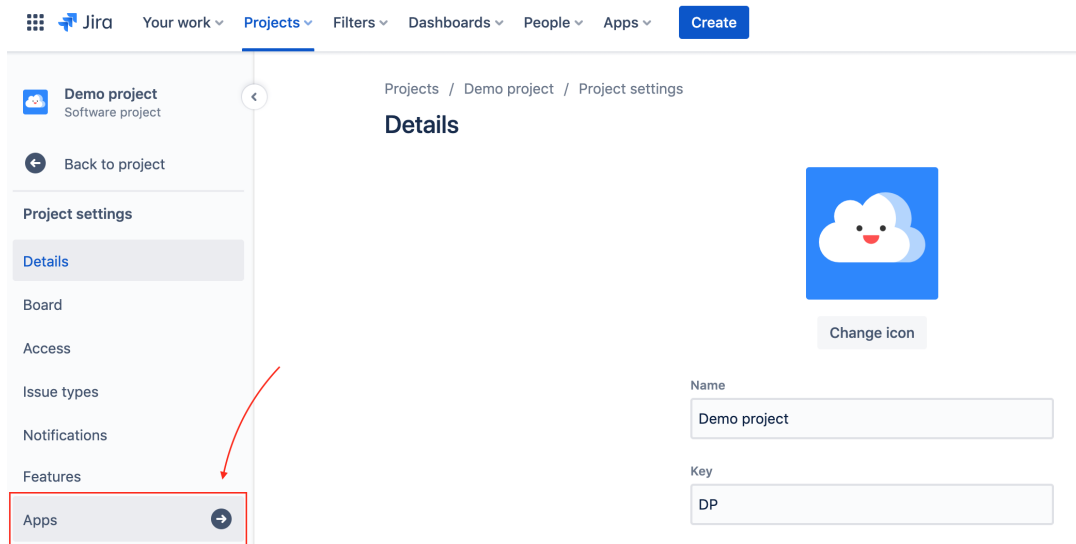 Jira Your work Projects Filters Dashboards People Apps Create
Demo project
Software project
Back to project
Project settings
Details
Board
Access
Issue types
Notifications
Features
Apps
Projects / Demo project / Project settings
Details
Change icon
Name
Demo project
Key
DP